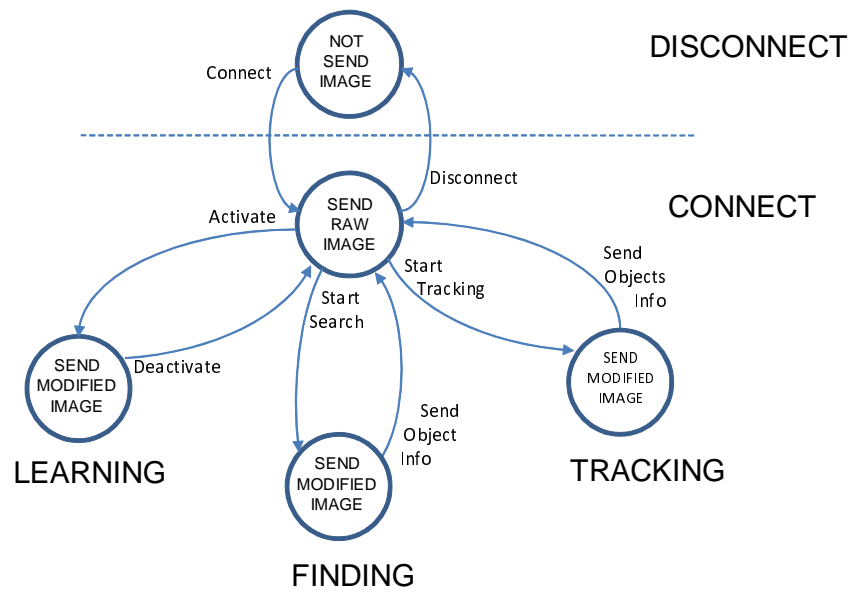 NOT
SEND
IMAGE
DISCONNECT
Connect
Disconnect
CONNECT
SEND
RAW
IMAGE
Activate
Send
Objects
Info
Start
Tracking
Start
Search
SEND
MODIFIED
IMAGE
Deactivate
SEND
MODIFIED
IMAGE
Send
Object
Info
LEARNING
TRACKING
SEND
MODIFIED
IMAGE
FINDING